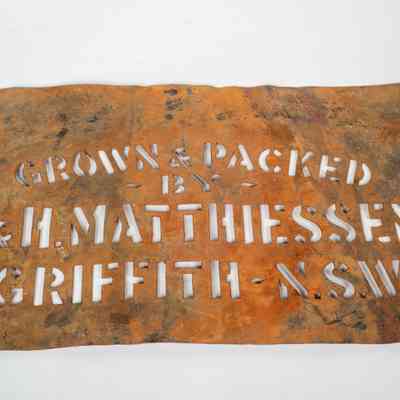 GROWN & PACKED
- BY -
&H. MATTHIESSEN
GRIFFITH - N.S.W.